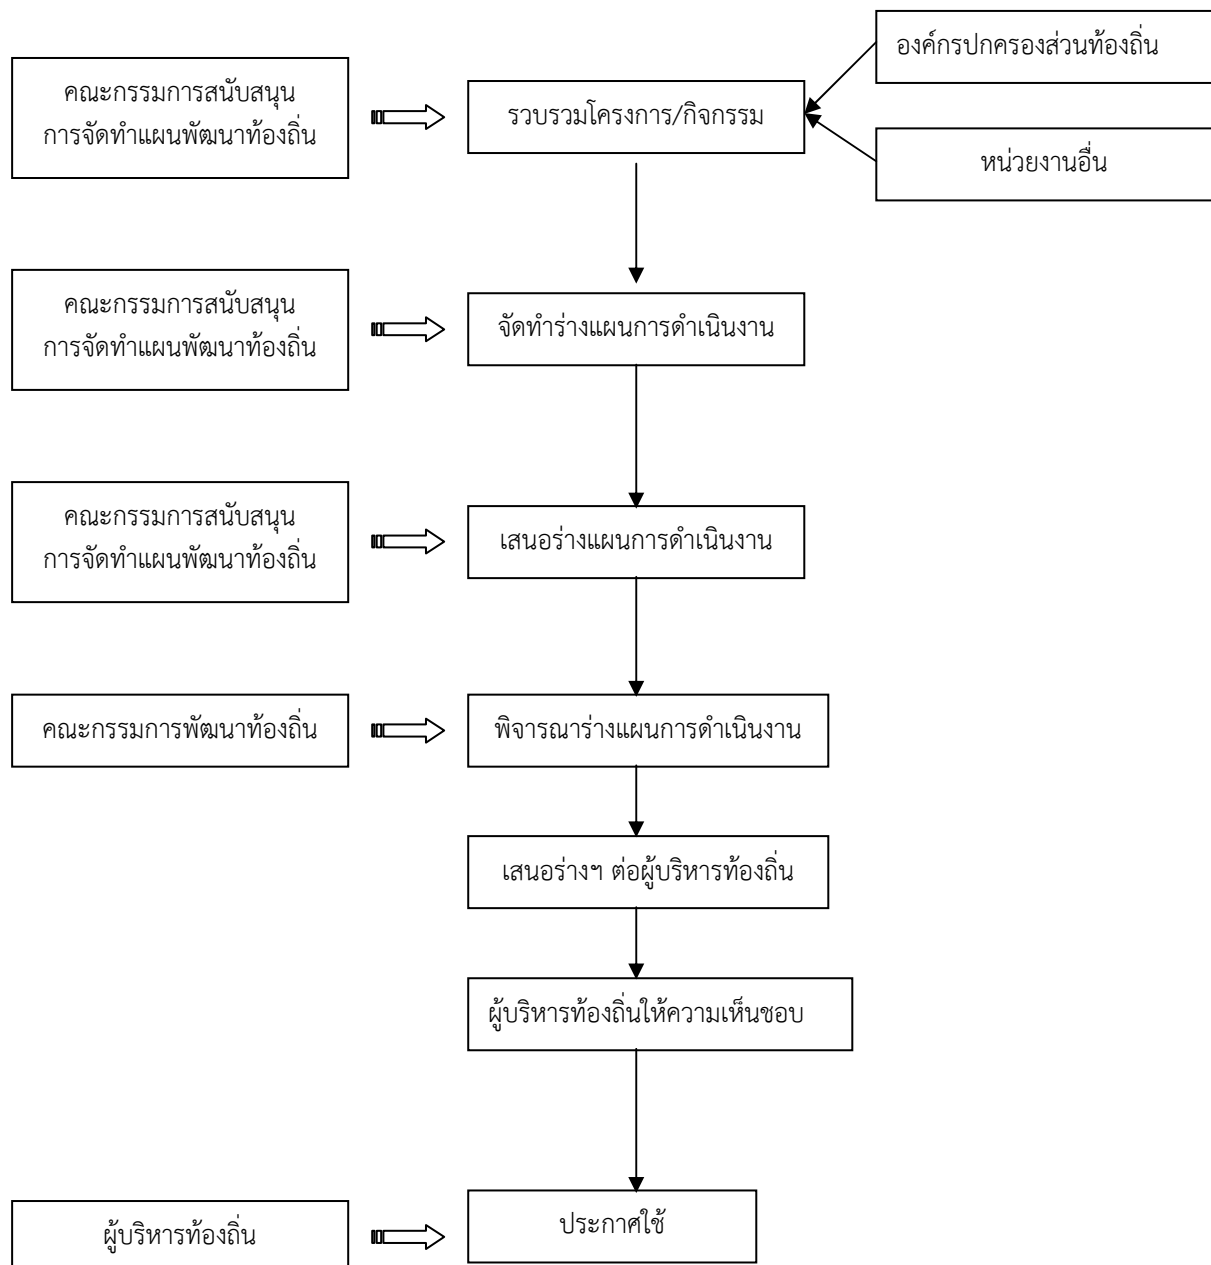 องค์กรปกครองส่วนท้องถิ่น
คณะกรรมการสนับสนุน
การจัดทำแผนพัฒนาท้องถิ่น
รวบรวมโครงการ/กิจกรรม
หน่วยงานอื่น
คณะกรรมการสนับสนุน
การจัดทำแผนพัฒนาท้องถิ่น
จัดทำร่างแผนการดำเนินงาน
คณะกรรมการสนับสนุน
การจัดทำแผนพัฒนาท้องถิ่น
เสนอร่างแผนการดำเนินงาน
คณะกรรมการพัฒนาท้องถิ่น
พิจารณาร่างแผนการดำเนินงาน
เสนอร่างฯ ต่อผู้บริหารท้องถิ่น
ผู้บริหารท้องถิ่นให้ความเห็นชอบ
ผู้บริหารท้องถิ่น
ประกาศใช้